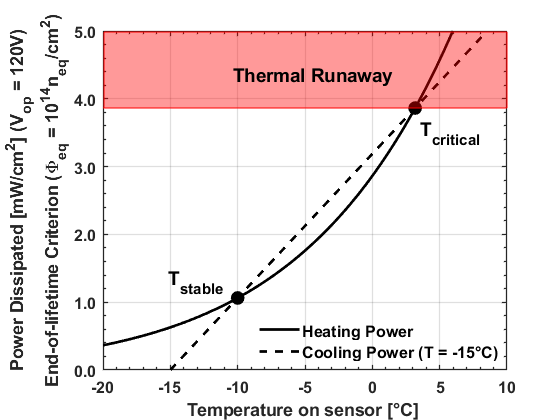 Power Dissipated [mW/cm²] (V_op = 120V)
End-of-lifetime Criterion (Φ_eq = 10¹⁴n_eq/cm²)
5.0
4.0
3.0
2.0
1.0
0.0
Thermal Runaway
T_critical
T_stable
Heating Power
Cooling Power (T = -15°C)
-20 -15 -10 -5 0 5 10
Temperature on sensor [°C]